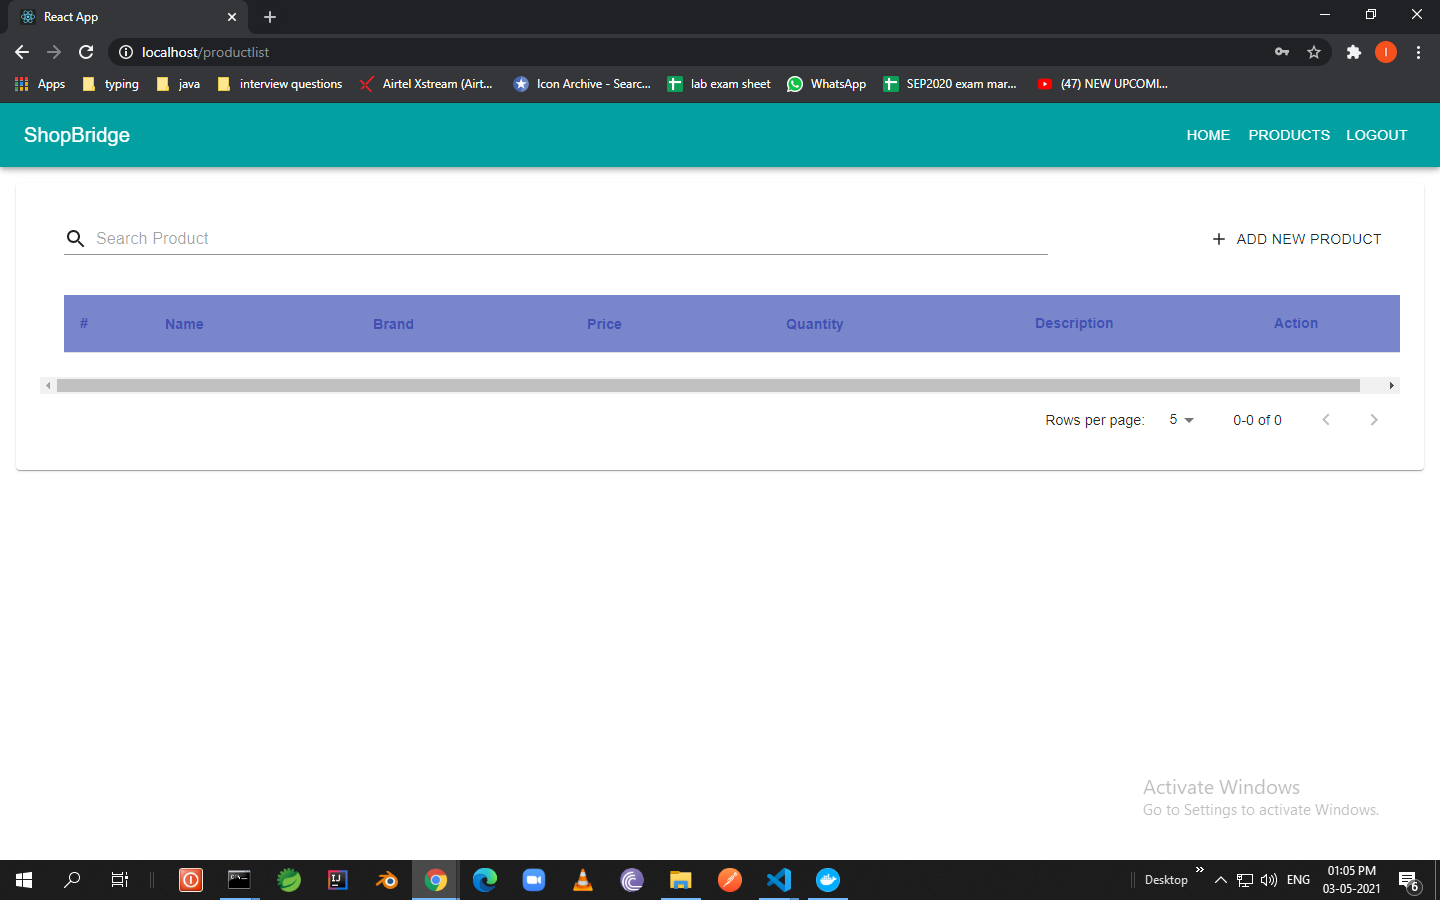 React App
localhost/productlist
Apps typing java interview questions Airtel Xstream (Airt... Icon Archive - Searc... lab exam sheet WhatsApp SEP2020 exam mar... (47) NEW UPCOMI...
ShopBridge HOME PRODUCTS LOGOUT
Search Product ADD NEW PRODUCT
# Name Brand Price Quantity Description Action
Rows per page: 5 0-0 of 0
Activate Windows
Go to Settings to activate Windows.
Desktop ENG 01:05 PM
03-05-2021 6